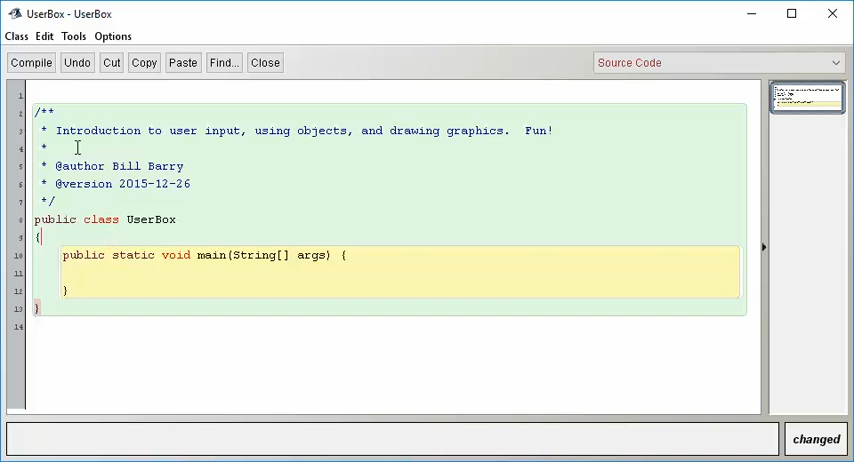 UserBox - UserBox
Class Edit Tools Options
Compile Undo Cut Copy Paste Find... Close Source Code
1
2 /**
3 * Introduction to user input, using objects, and drawing graphics.  Fun!
4 *
5 * @author Bill Barry
6 * @version 2015-12-26
7 */
8 public class UserBox
9 {
10 public static void main(String[] args) {
11
12 }
13 }
14
changed